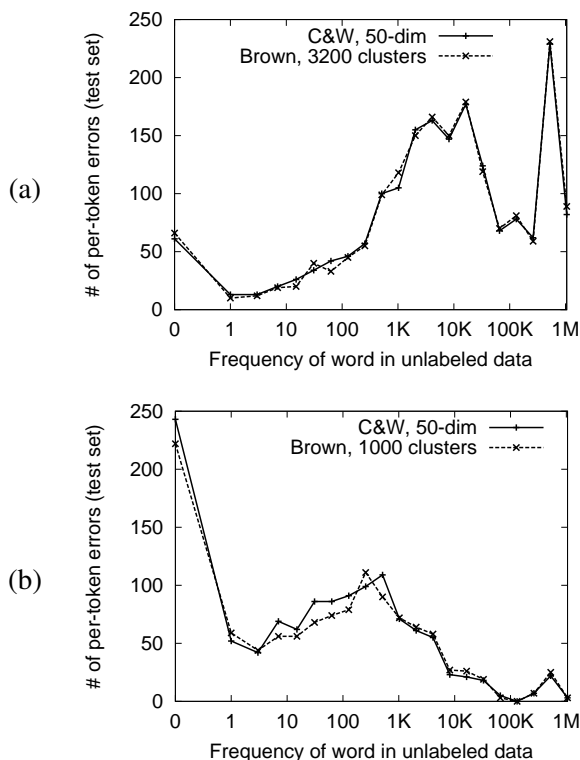 (a)
# of per-token errors (test set)
250
200
150
100
50
0
C&W, 50-dim
Brown, 3200 clusters
0 1 10 100 1K 10K 100K 1M
Frequency of word in unlabeled data
(b)
# of per-token errors (test set)
250
200
150
100
50
0
C&W, 50-dim
Brown, 1000 clusters
0 1 10 100 1K 10K 100K 1M
Frequency of word in unlabeled data